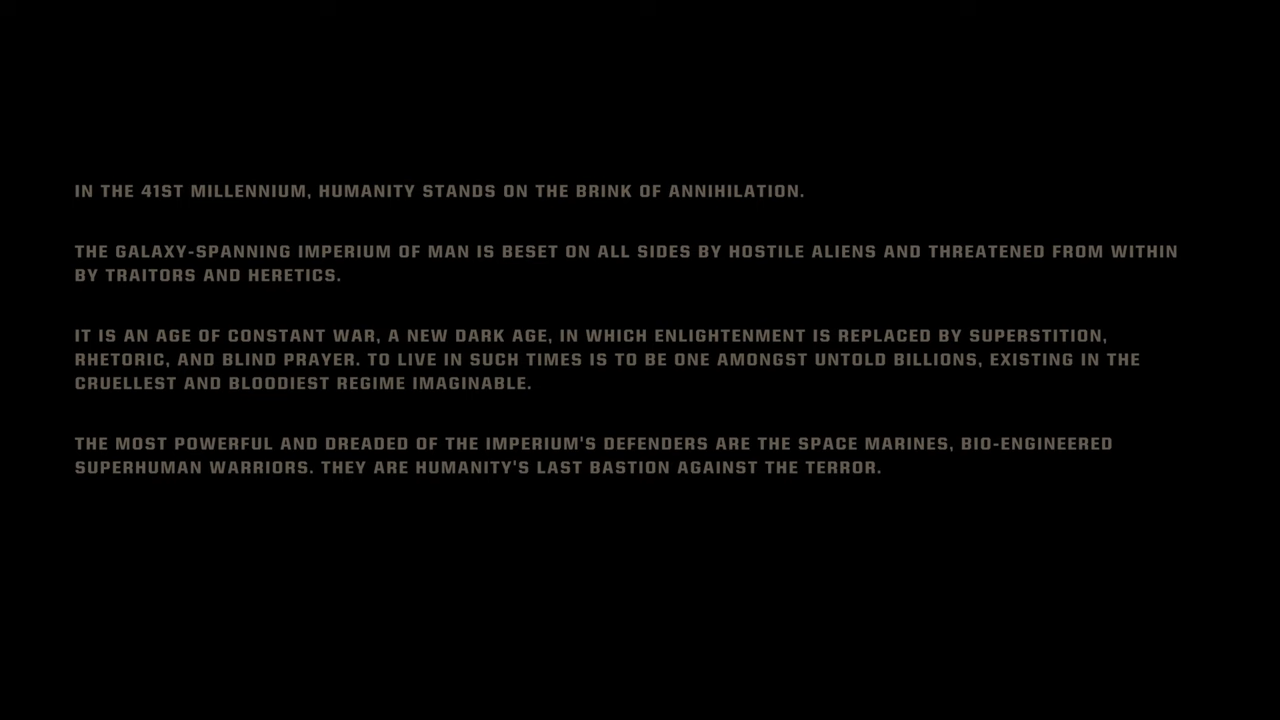 IN THE 41ST MILLENNIUM, HUMANITY STANDS ON THE BRINK OF ANNIHILATION.
THE GALAXY-SPANNING IMPERIUM OF MAN IS BESET ON ALL SIDES BY HOSTILE ALIENS AND THREATENED FROM WITHIN
BY TRAITORS AND HERETICS.
IT IS AN AGE OF CONSTANT WAR, A NEW DARK AGE, IN WHICH ENLIGHTENMENT IS REPLACED BY SUPERSTITION,
RHETORIC, AND BLIND PRAYER. TO LIVE IN SUCH TIMES IS TO BE ONE AMONGST UNTOLD BILLIONS, EXISTING IN THE
CRUELLEST AND BLOODIEST REGIME IMAGINABLE.
THE MOST POWERFUL AND DREADED OF THE IMPERIUM'S DEFENDERS ARE THE SPACE MARINES, BIO-ENGINEERED
SUPERHUMAN WARRIORS. THEY ARE HUMANITY'S LAST BASTION AGAINST THE TERROR.